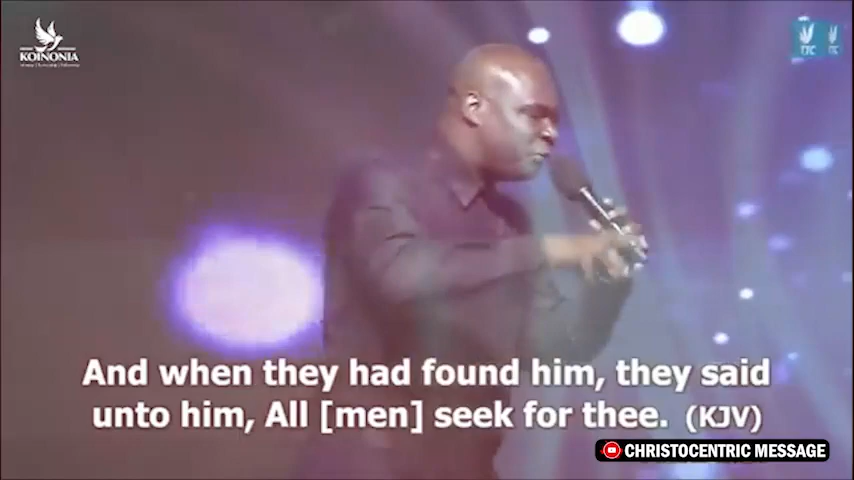 KOINONIA
TJC
And when they had found him, they said
unto him, All [men] seek for thee. (KJV)
CHRISTOCENTRIC MESSAGE